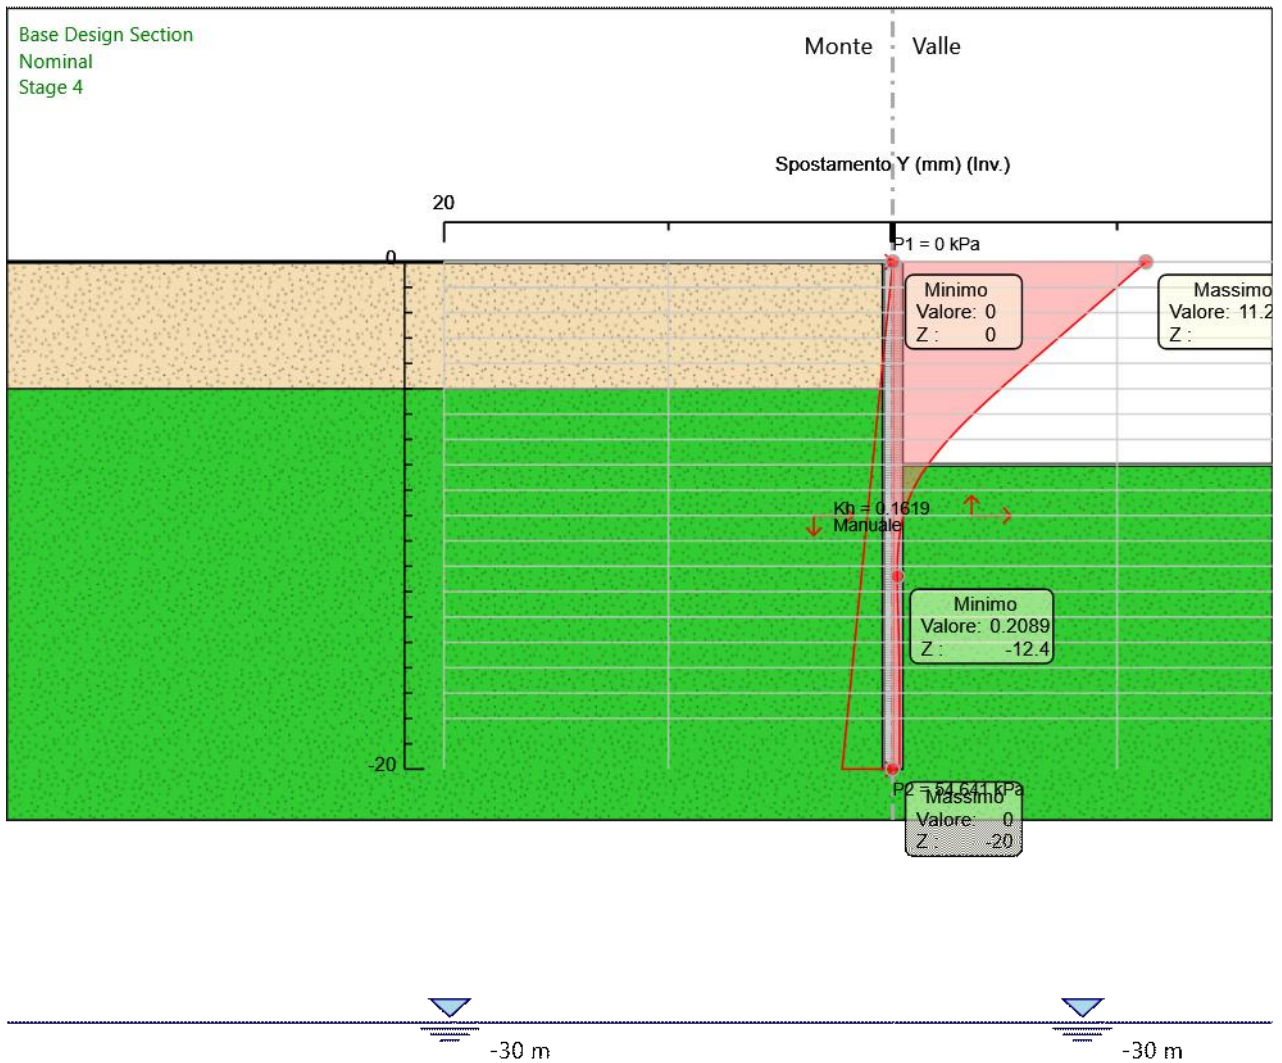 Base Design Section
Nominal
Stage 4
Monte
Valle
Spostamento Y (mm) (Inv.)
20
0
P1 = 0 kPa
Minimo
Valore: 0
Z : 0
Massimo
Valore: 11.2
Z :
Kh = 0.1619
Manuale
Minimo
Valore: 0.2089
Z : -12.4
-20
P2 = 54.641 kPa
Massimo
Valore: 0
Z : -20
-30 m
-30 m